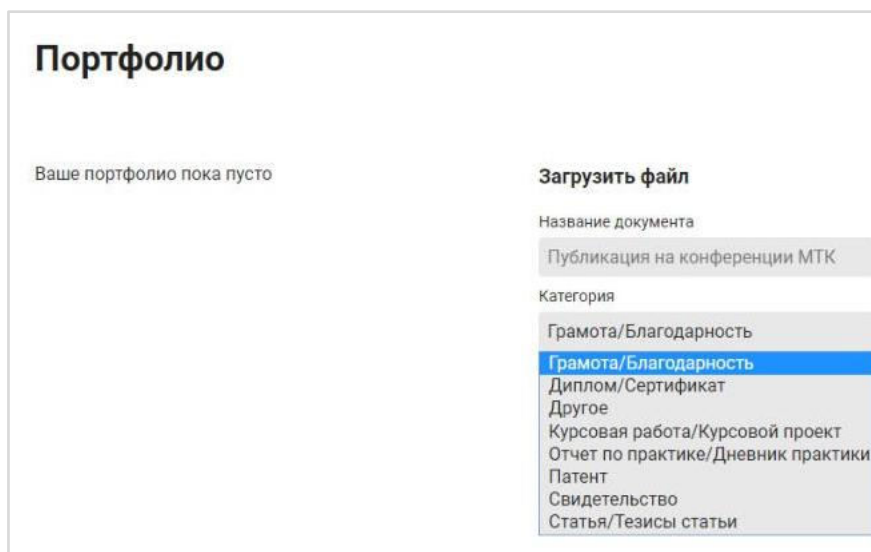 Портфолио
Ваше портфолио пока пусто
Загрузить файл
Название документа
Публикация на конференции МТК
Категория
Грамота/Благодарность
Грамота/Благодарность
Диплом/Сертификат
Другое
Курсовая работа/Курсовой проект
Отчет по практике/Дневник практики
Патент
Свидетельство
Статья/Тезисы статьи